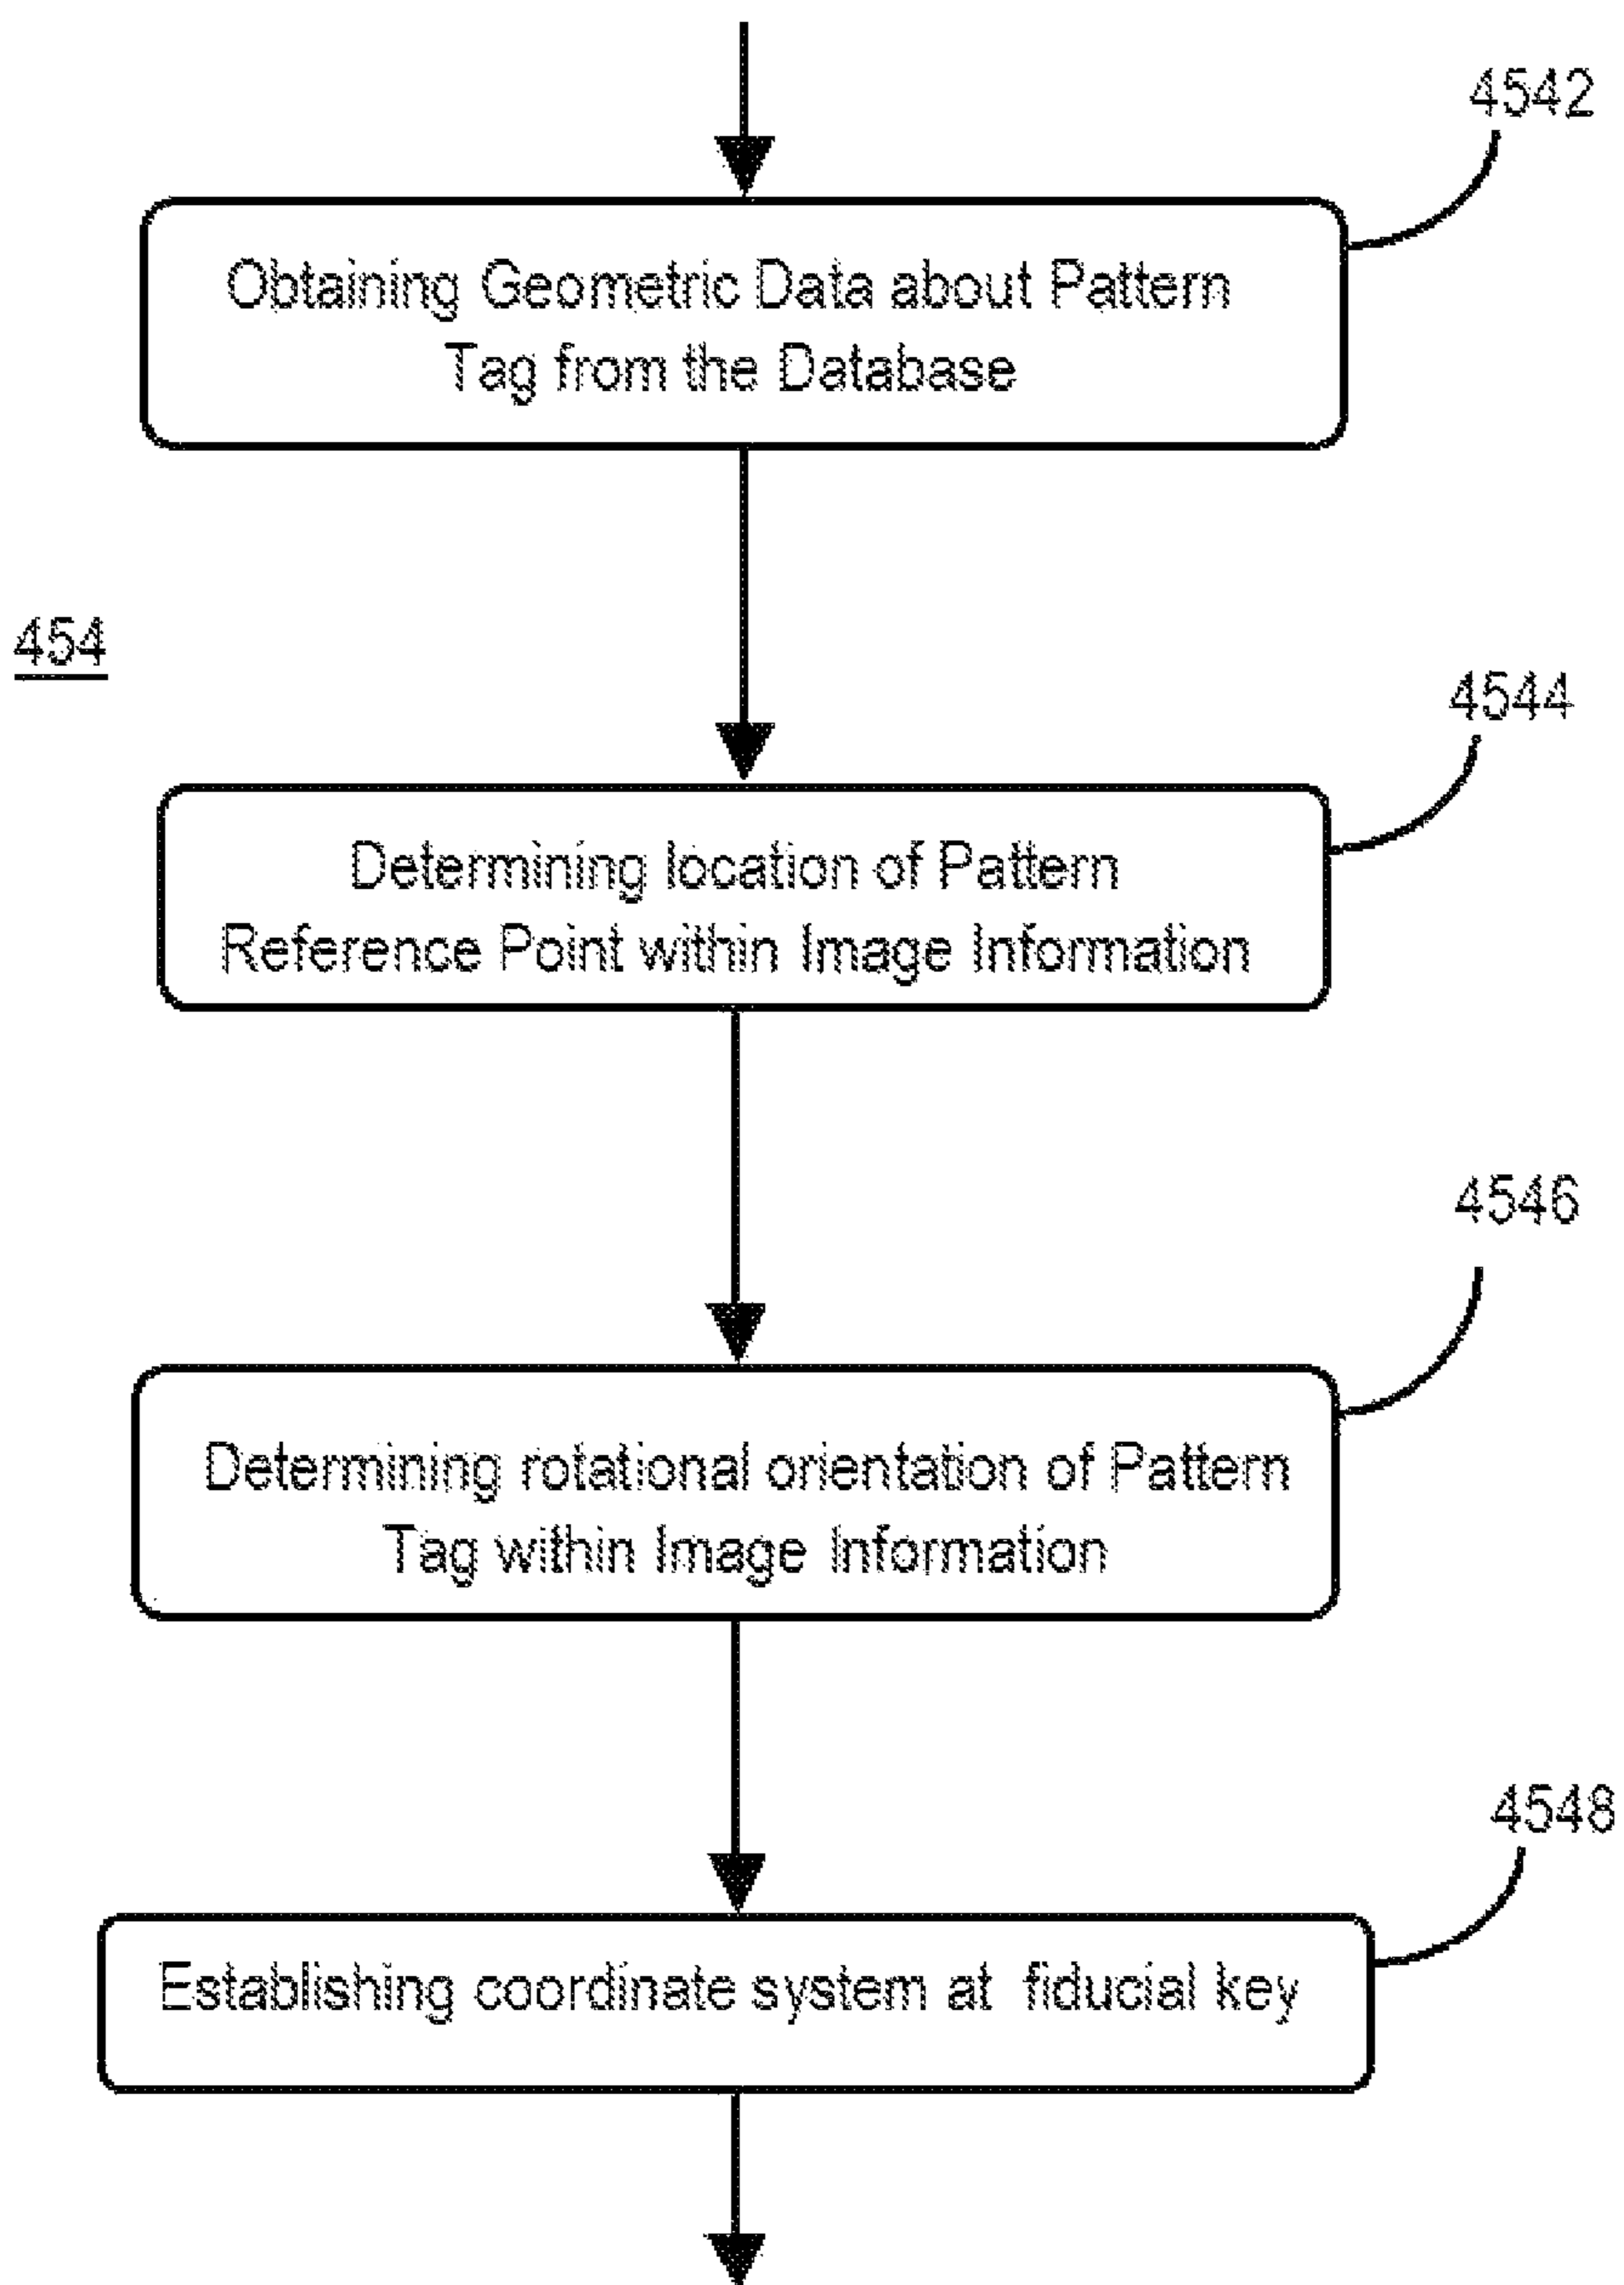 4542
Obtaining Geometric Data about Pattern
Tag from the Database
454
4544
Determining location of Pattern
Reference Point within Image Information
4546
Determining rotational orientation of Pattern
Tag within Image Information
4548
Establishing coordinate system at fiducial key